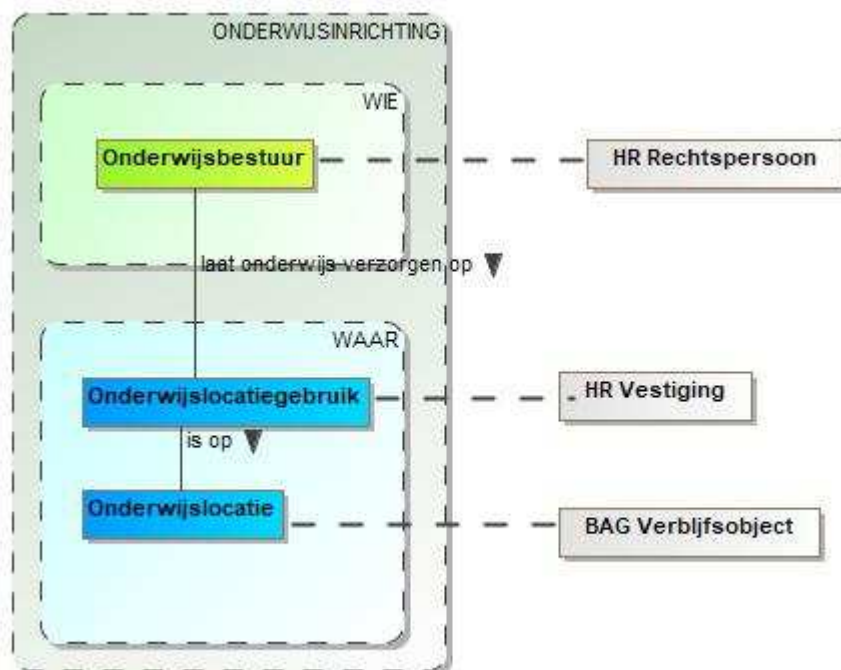 ONDERWIJSINRICHTING
WIE
Onderwijsbestuur
HR Rechtspersoon
laat onderwijs verzorgen op
WAAR
Onderwijslocatiegebruik
HR Vestiging
is op
Onderwijslocatie
BAG Verblijfsobject